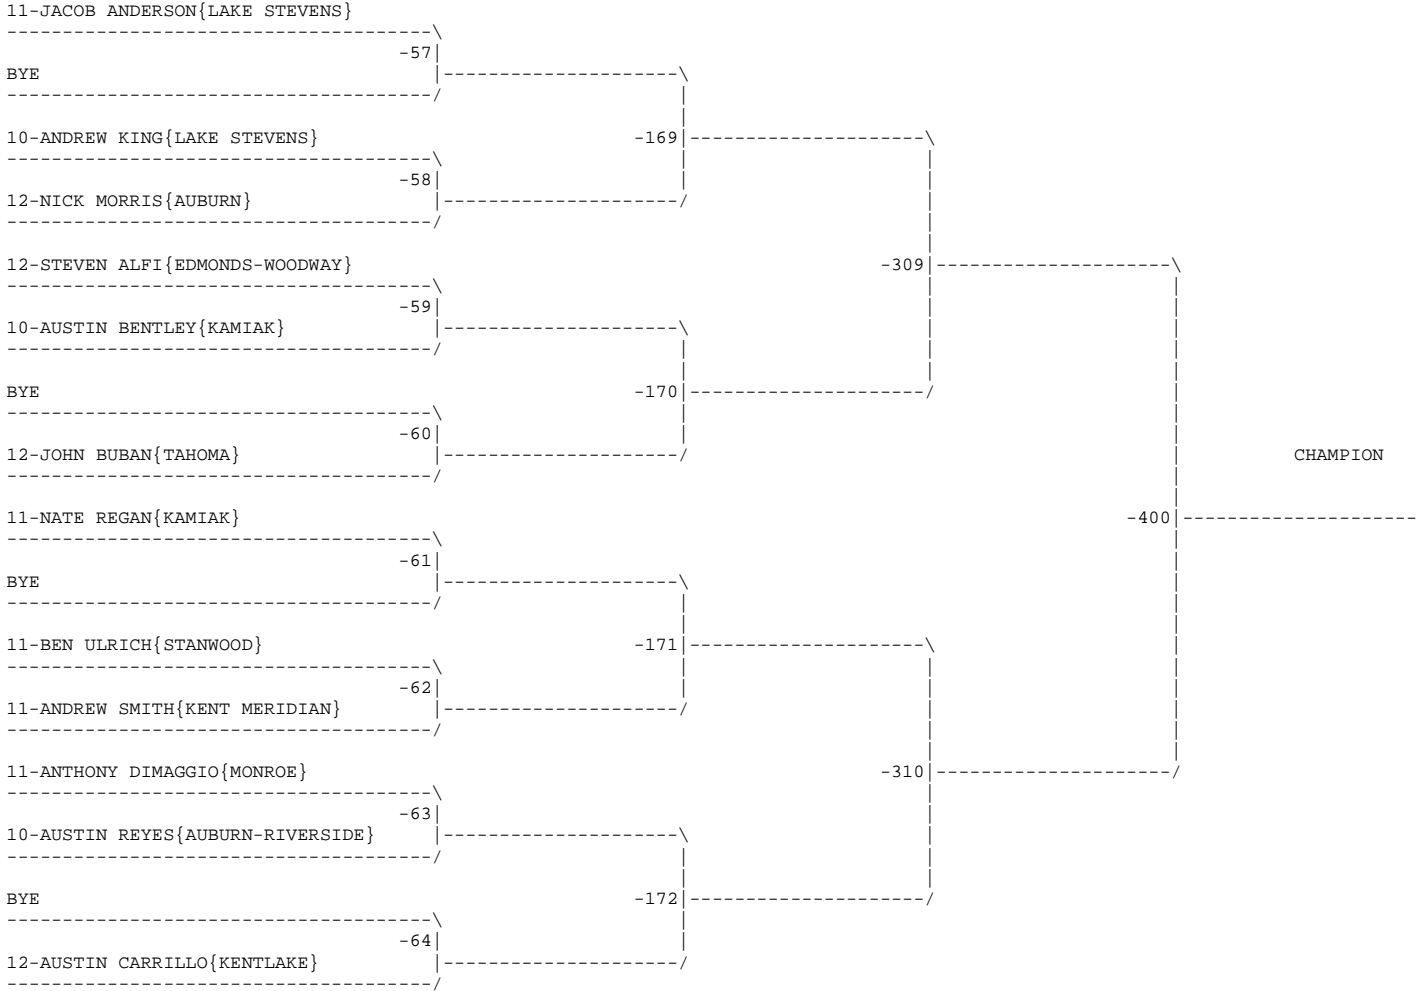 11-JACOB ANDERSON{LAKE STEVENS}
-57
BYE
10-ANDREW KING{LAKE STEVENS} -169
-58
12-NICK MORRIS{AUBURN}
12-STEVEN ALFI{EDMONDS-WOODWAY} -309
-59
10-AUSTIN BENTLEY{KAMIAK}
BYE -170
-60
12-JOHN BUBAN{TAHOMA} CHAMPION
11-NATE REGAN{KAMIAK} -400
-61
BYE
11-BEN ULRICH{STANWOOD} -171
-62
11-ANDREW SMITH{KENT MERIDIAN}
11-ANTHONY DIMAGGIO{MONROE} -310
-63
10-AUSTIN REYES{AUBURN-RIVERSIDE}
BYE -172
-64
12-AUSTIN CARRILLO{KENTLAKE}